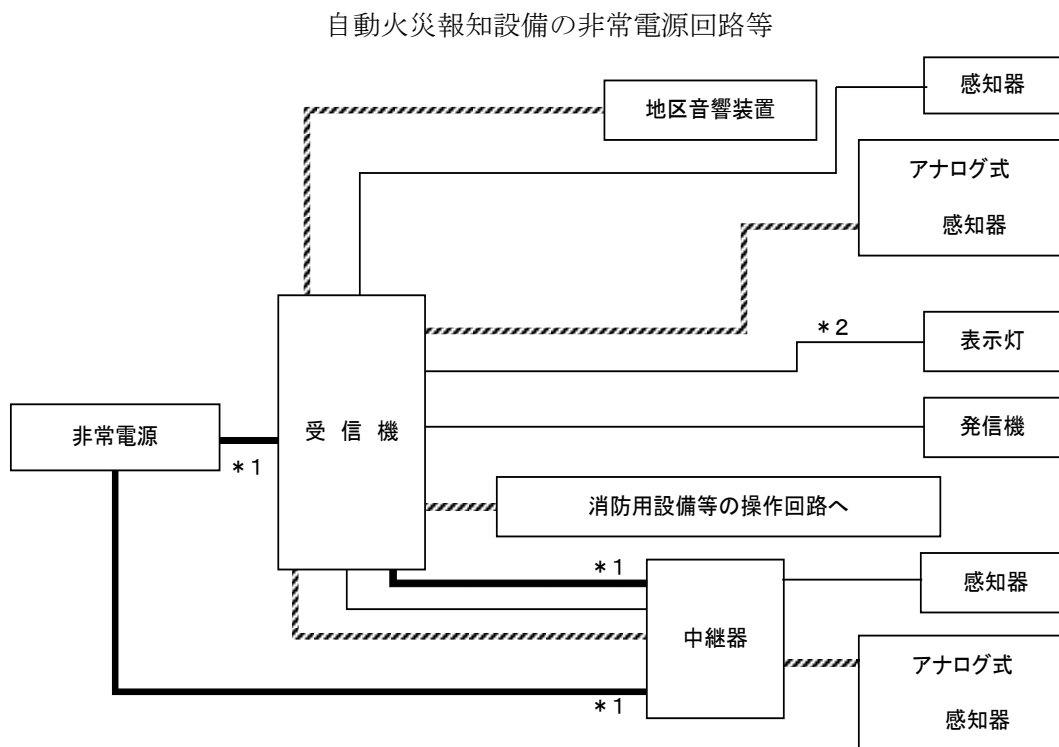 自動火災報知設備の非常電源回路等
感知器
地区音響装置
アナログ式
感知器
*2
表示灯
非常電源
*1
受信機
発信機
消防用設備等の操作回路へ
*1
中継器
感知器
アナログ式
感知器
*1